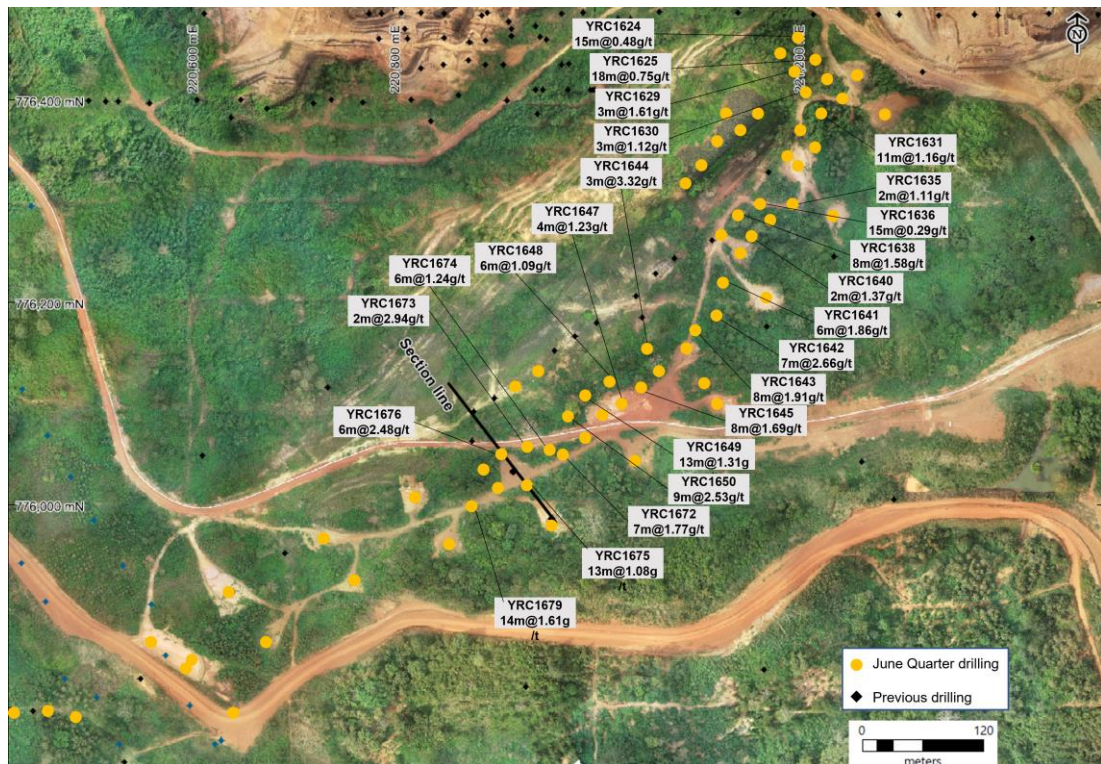 YRC1624
15m@0.48g/t
YRC1625
18m@0.75g/t
YRC1629
3m@1.61g/t
YRC1630
3m@1.12g/t
YRC1644
3m@3.32g/t
YRC1647
4m@1.23g/t
YRC1648
6m@1.09g/t
YRC1674
6m@1.24g/t
YRC1673
2m@2.94g/t
YRC1676
6m@2.48g/t
YRC1631
11m@1.16g/t
YRC1635
2m@1.11g/t
YRC1636
15m@0.29g/t
YRC1638
8m@1.58g/t
YRC1640
2m@1.37g/t
YRC1641
6m@1.86g/t
YRC1642
7m@2.66g/t
YRC1643
8m@1.91g/t
YRC1645
8m@1.69g/t
YRC1649
13m@1.31g
YRC1650
9m@2.53g/t
YRC1672
7m@1.77g/t
YRC1675
13m@1.08g
/t
YRC1679
14m@1.61g
/t
Section line
220,600 mE
220,800 mE
776,400 mN
776,200 mN
776,000 mN
N
June Quarter drilling
Previous drilling
0
120
meters